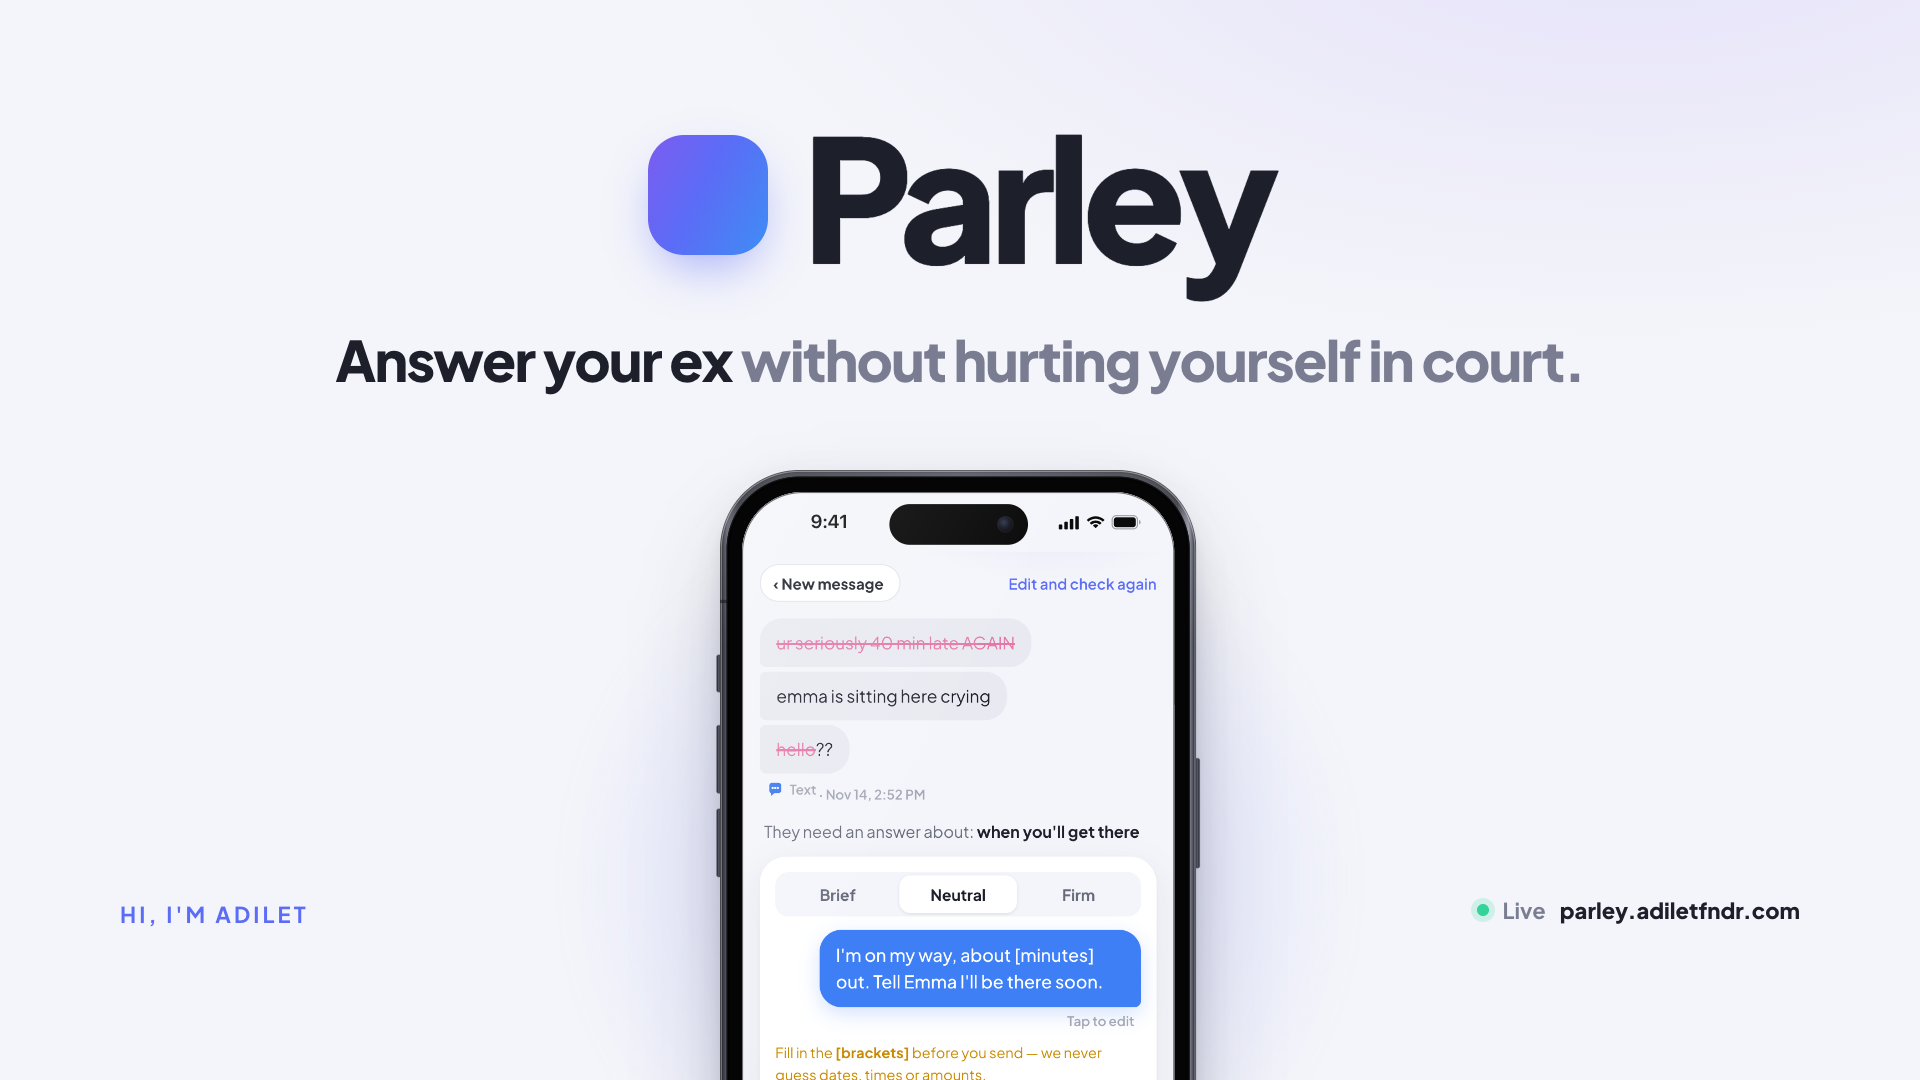 Parley
Answer your ex without hurting yourself in court.
9:41
‹ New message
Edit and check again
ur seriously 40 min late AGAIN
emma is sitting here crying
hello??
Text · Nov 14, 2:52 PM
They need an answer about: when you'll get there
Brief
Neutral
Firm
I'm on my way, about [minutes]
out. Tell Emma I'll be there soon.
Tap to edit
Fill in the [brackets] before you send — we never
guess dates, times or amounts.
HI, I'M ADILET
Live parley.adiletfndr.com